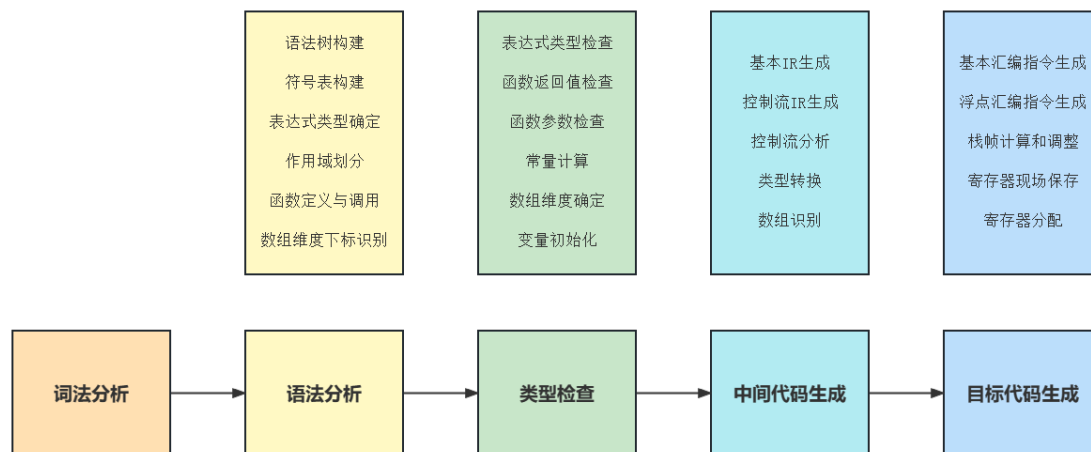 语法树构建
符号表构建
表达式类型确定
作用域划分
函数定义与调用
数组维度下标识别
表达式类型检查
函数返回值检查
函数参数检查
常量计算
数组维度确定
变量初始化
基本IR生成
控制流IR生成
控制流分析
类型转换
数组识别
基本汇编指令生成
浮点汇编指令生成
栈帧计算和调整
寄存器现场保存
寄存器分配
词法分析
语法分析
类型检查
中间代码生成
目标代码生成